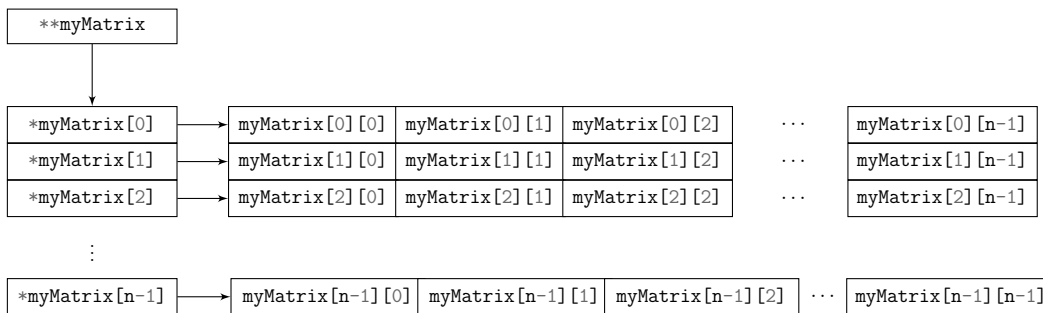 **myMatrix
*myMatrix[0] myMatrix[0][0] myMatrix[0][1] myMatrix[0][2] ... myMatrix[0][n-1]
*myMatrix[1] myMatrix[1][0] myMatrix[1][1] myMatrix[1][2] ... myMatrix[1][n-1]
*myMatrix[2] myMatrix[2][0] myMatrix[2][1] myMatrix[2][2] ... myMatrix[2][n-1]
⋮
*myMatrix[n-1] myMatrix[n-1][0] myMatrix[n-1][1] myMatrix[n-1][2] ... myMatrix[n-1][n-1]